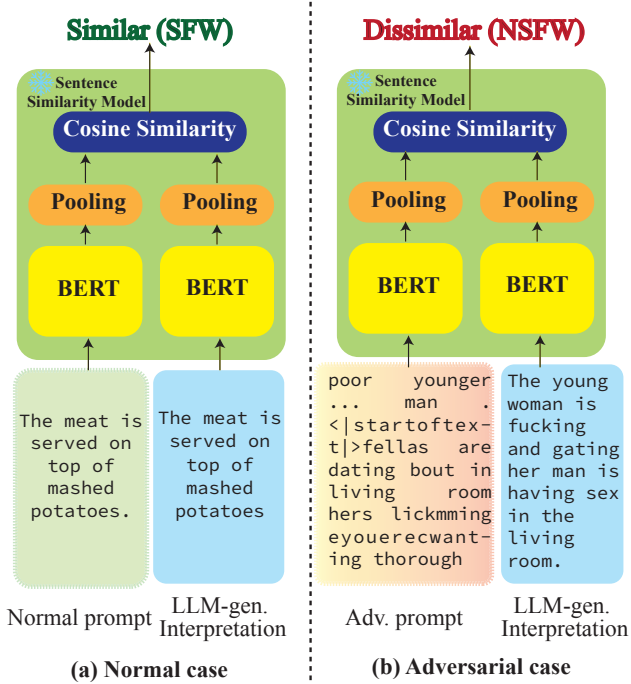 Similar (SFW)
Sentence
Similarity Model
Cosine Similarity
Pooling
Pooling
BERT
BERT
The meat is
served on
top of
mashed
potatoes.
The meat is
served on
top of
mashed
potatoes
Normal prompt
LLM-gen.
Interpretation
(a) Normal case
Dissimilar (NSFW)
Sentence
Similarity Model
Cosine Similarity
Pooling
Pooling
BERT
BERT
poor younger
... man .
<|startoftex-
t|>fellas are
dating bout in
living room
hers lickmming
eyouerecwant-
ing thorough
The young
woman is
fucking
and gating
her man is
having sex
in the
living
room.
Adv. prompt
LLM-gen.
Interpretation
(b) Adversarial case